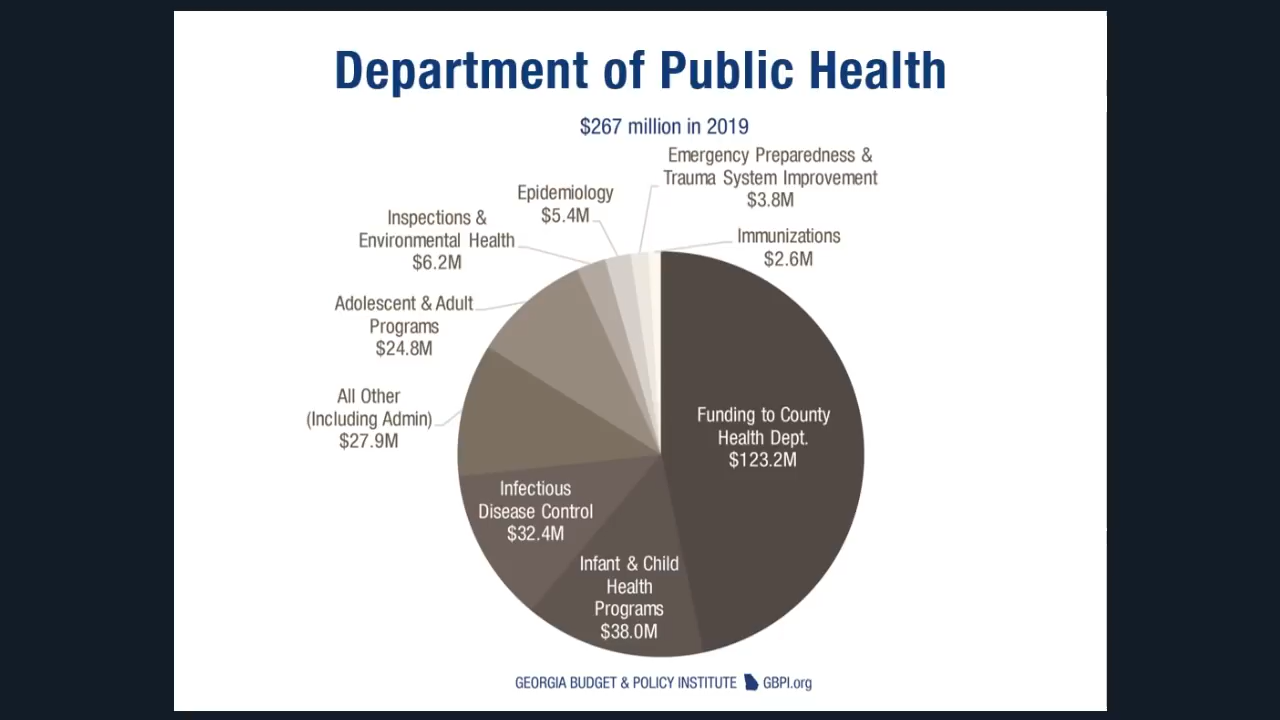 Department of Public Health
$267 million in 2019
Emergency Preparedness &
Trauma System Improvement
$3.8M
Epidemiology
$5.4M
Inspections &
Environmental Health
$6.2M
Immunizations
$2.6M
Adolescent & Adult
Programs
$24.8M
All Other
(Including Admin)
$27.9M
Funding to County
Health Dept.
$123.2M
Infectious
Disease Control
$32.4M
Infant & Child
Health
Programs
$38.0M
GEORGIA BUDGET & POLICY INSTITUTE GBPI.org